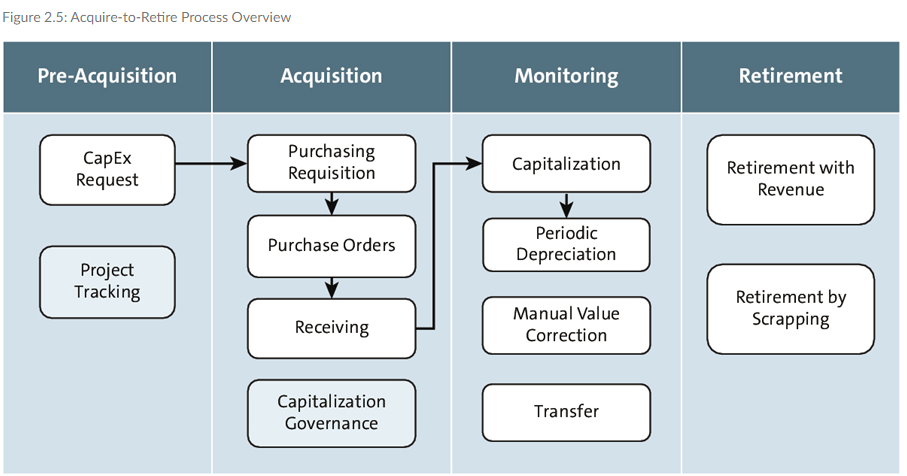 Figure 2.5: Acquire-to-Retire Process Overview
Pre-Acquisition
Acquisition
Monitoring
Retirement
CapEx
Request
Project
Tracking
Purchasing
Requisition
Purchase Orders
Receiving
Capitalization
Governance
Capitalization
Periodic
Depreciation
Manual Value
Correction
Transfer
Retirement with
Revenue
Retirement by
Scrapping